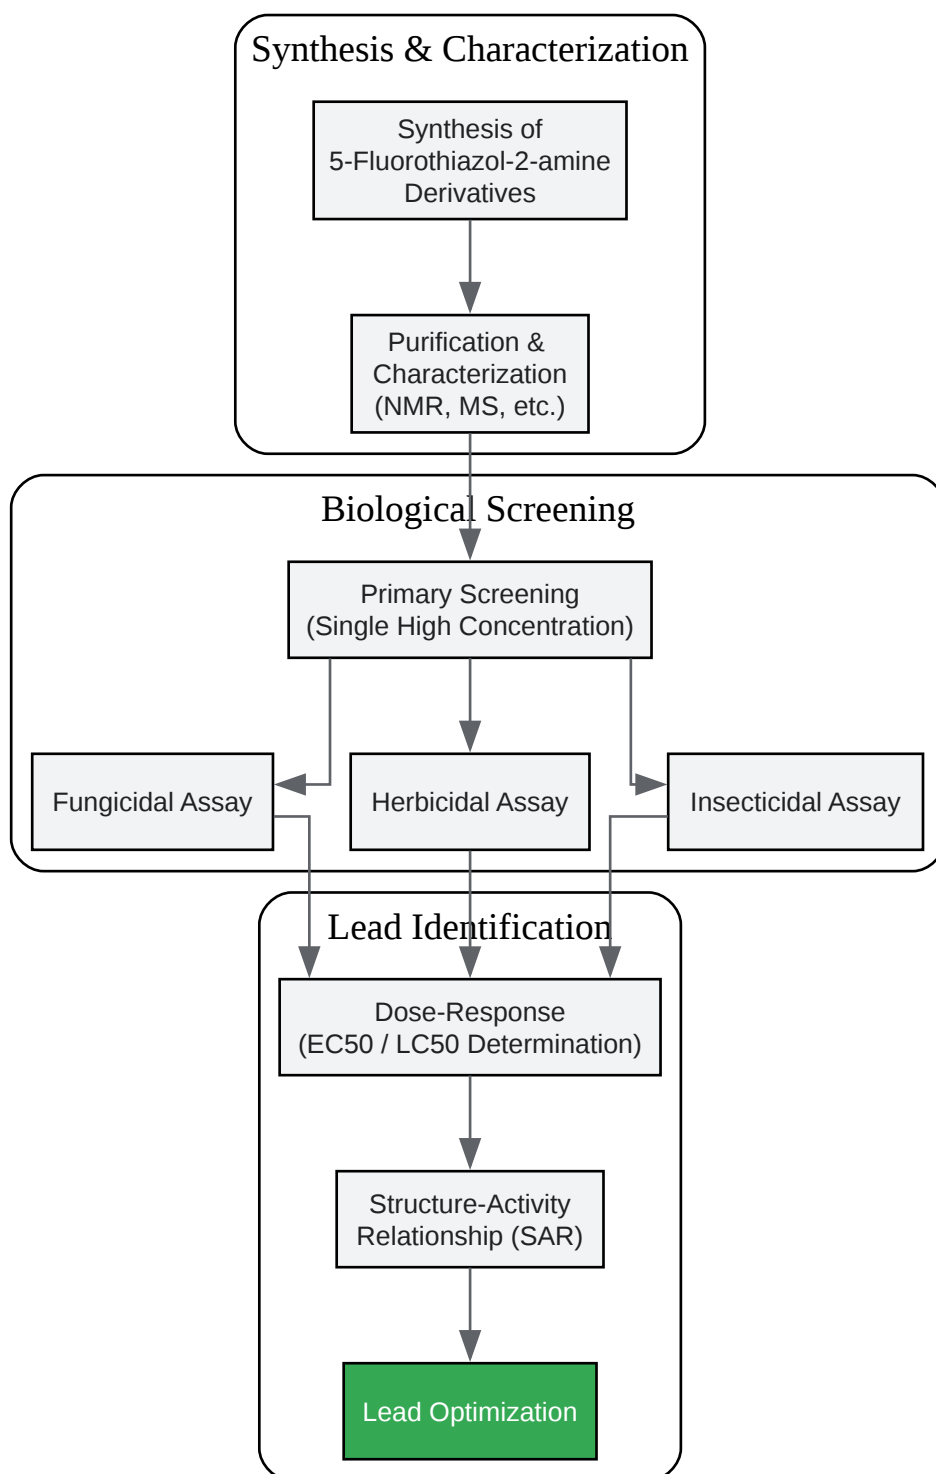 Synthesis & Characterization
Synthesis of
5-Fluorothiazol-2-amine
Derivatives
Purification &
Characterization
(NMR, MS, etc.)
Biological Screening
Primary Screening
(Single High Concentration)
Fungicidal Assay
Herbicidal Assay
Insecticidal Assay
Lead Identification
Dose-Response
(EC50 / LC50 Determination)
Structure-Activity
Relationship (SAR)
Lead Optimization